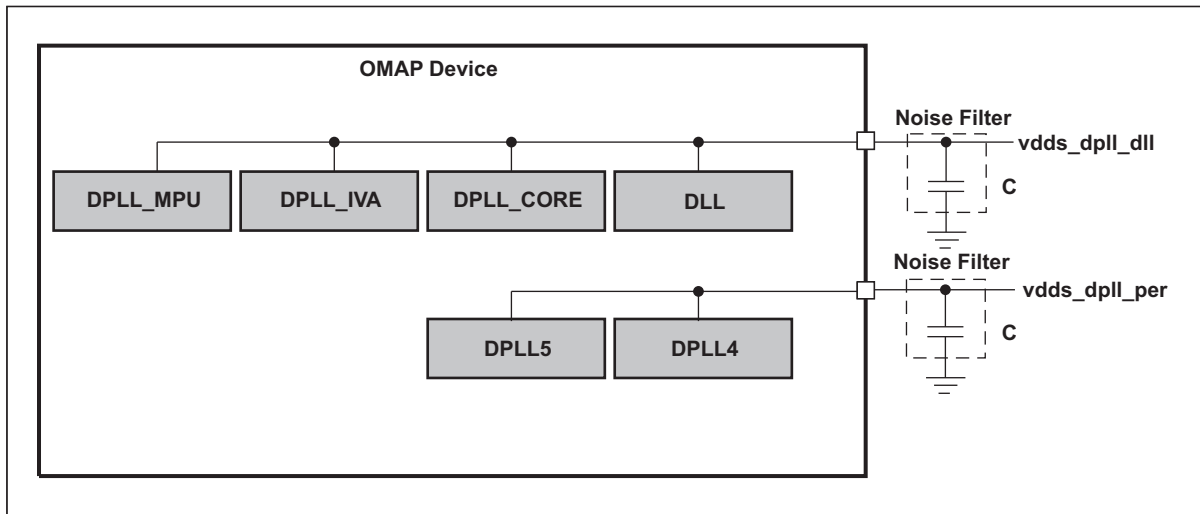 OMAP Device
Noise Filter
vdds_dpll_dll
DPLL_MPU
DPLL_IVA
DPLL_CORE
DLL
C
Noise Filter
vdds_dpll_per
DPLL5
DPLL4
C